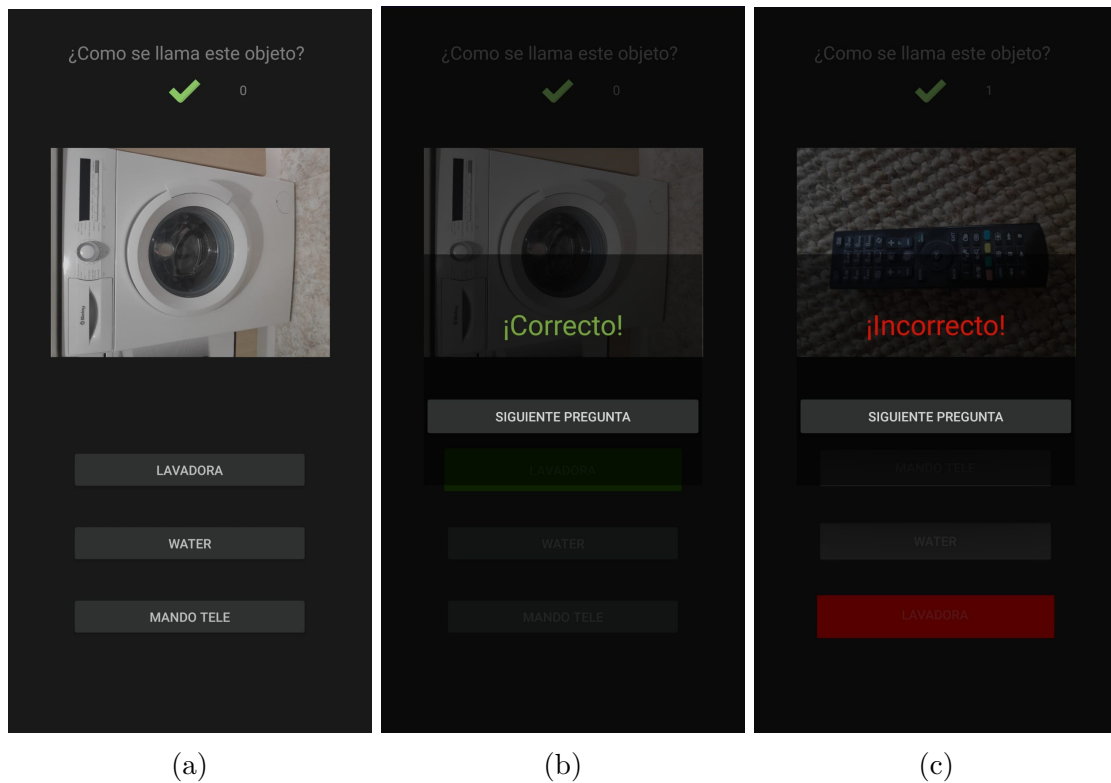 ¿Como se llama este objeto?
0
LAVADORA
WATER
MANDO TELE
(a)
¿Como se llama este objeto?
0
¡Correcto!
SIGUIENTE PREGUNTA
LAVADORA
WATER
MANDO TELE
(b)
¿Como se llama este objeto?
1
¡Incorrecto!
SIGUIENTE PREGUNTA
MANDO TELE
WATER
LAVADORA
(c)